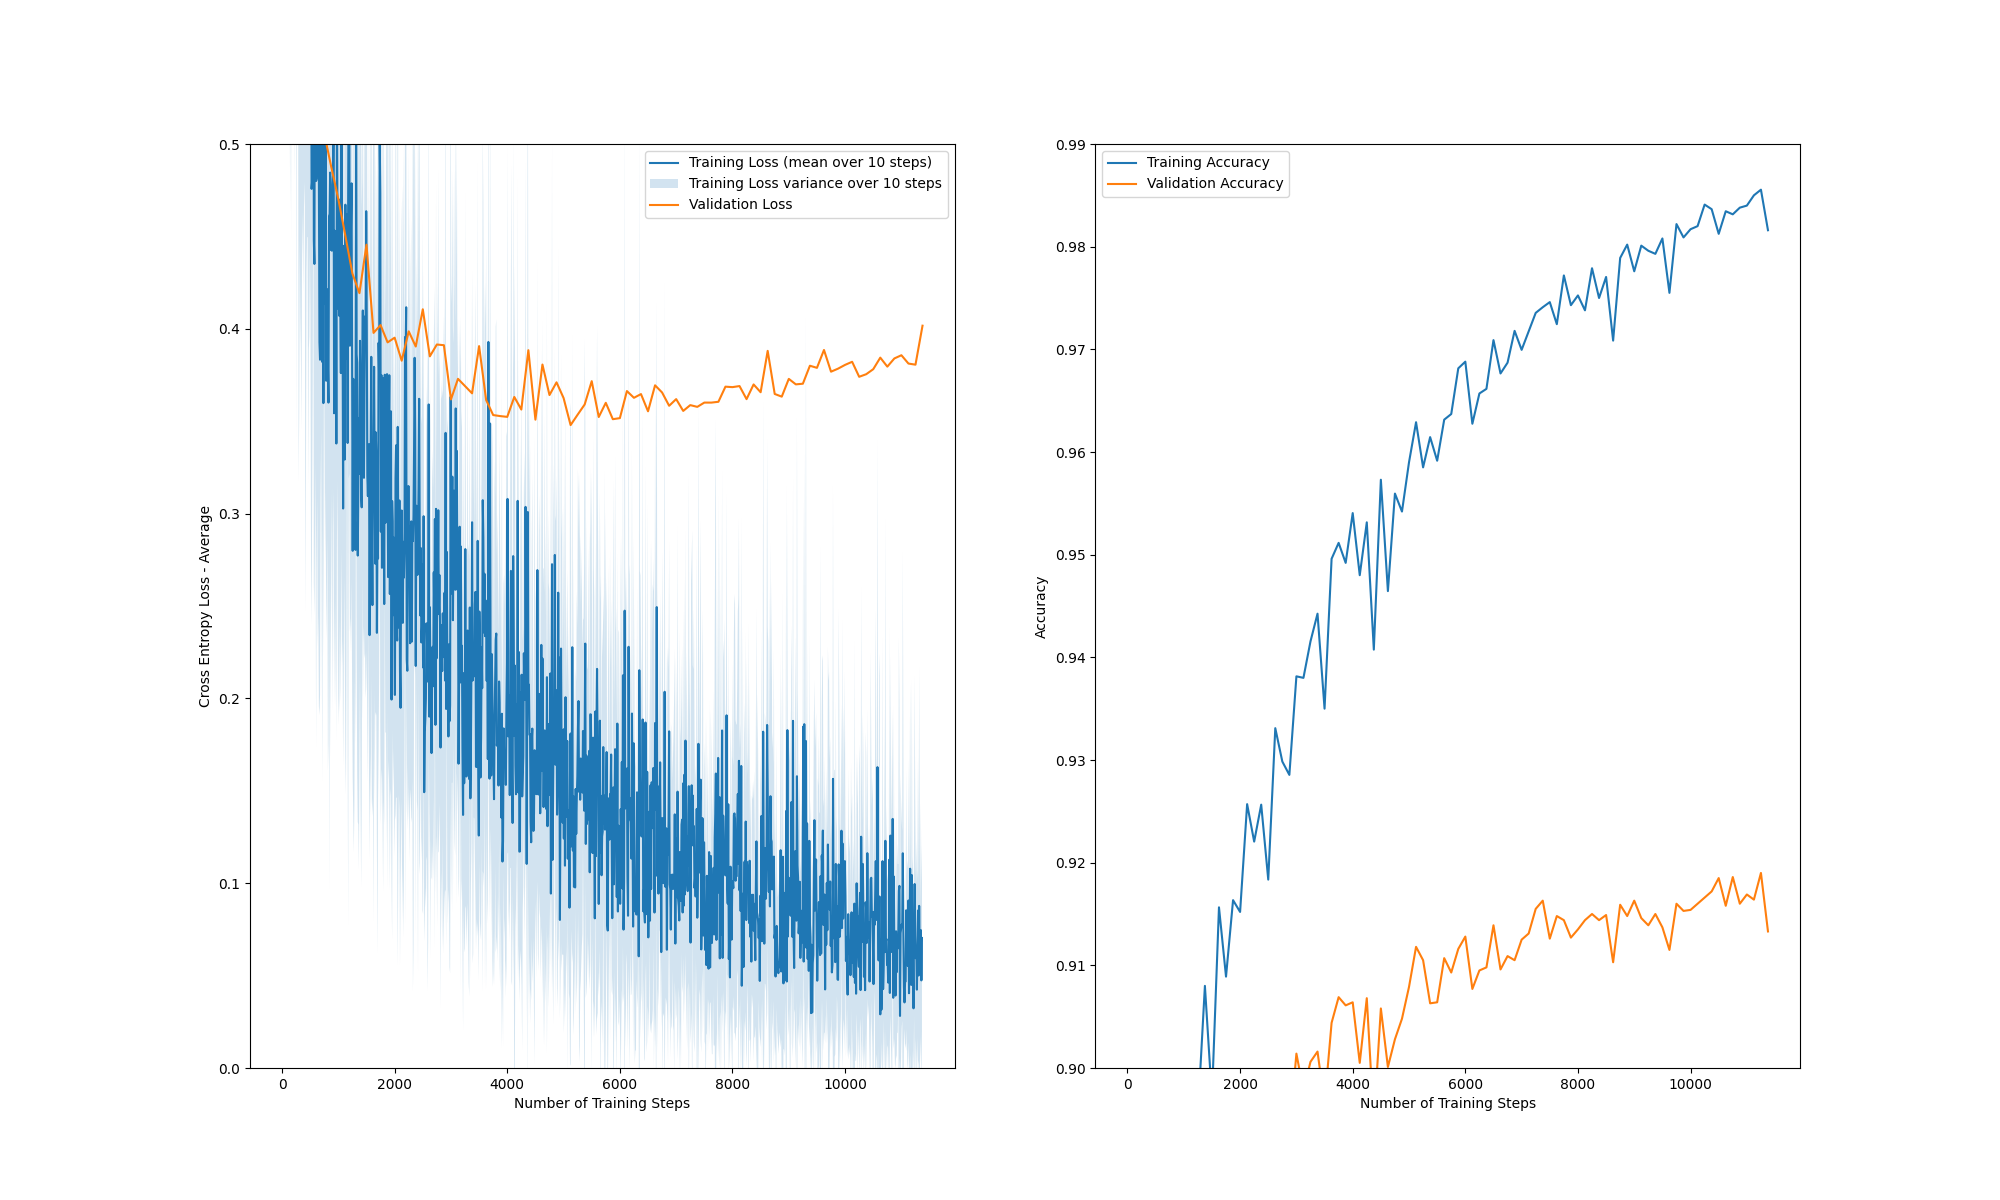 0.5
0.4
0.3
0.2
0.1
0.0
Cross Entropy Loss - Average
Training Loss (mean over 10 steps)
Training Loss variance over 10 steps
Validation Loss
0 2000 4000 6000 8000 10000
Number of Training Steps
0.99
0.98
0.97
0.96
0.95
0.94
0.93
0.92
0.91
0.90
Accuracy
Training Accuracy
Validation Accuracy
0 2000 4000 6000 8000 10000
Number of Training Steps